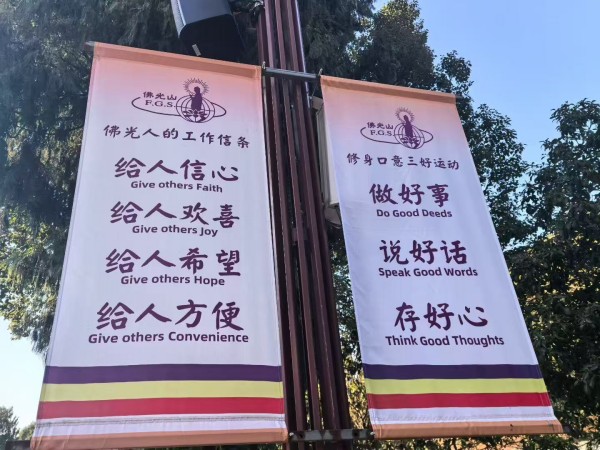 佛光山
F.G.S.
佛光人的工作信条
给人信心
Give others Faith
给人欢喜
Give others Joy
给人希望
Give others Hope
给人方便
Give others Convenience
佛光山
F.G.S.
修身口意三好运动
做好事
Do Good Deeds
说好话
Speak Good Words
存好心
Think Good Thoughts